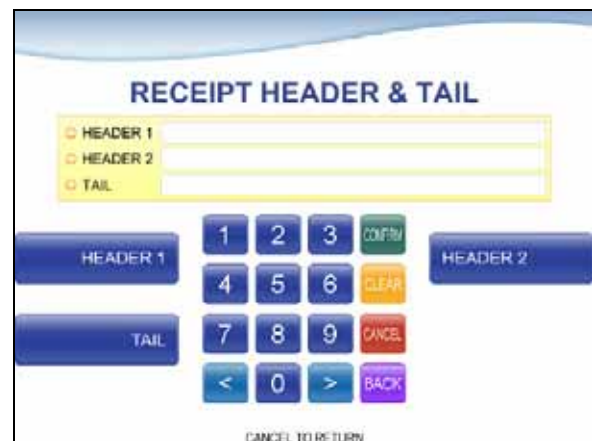 RECEIPT HEADER & TAIL
HEADER 1
HEADER 2
TAIL
1 2 3 CONFIRM
HEADER 1
HEADER 2
4 5 6 CLEAR
7 8 9 CANCEL
TAIL
< 0 > BACK
CANCEL TO RETURN